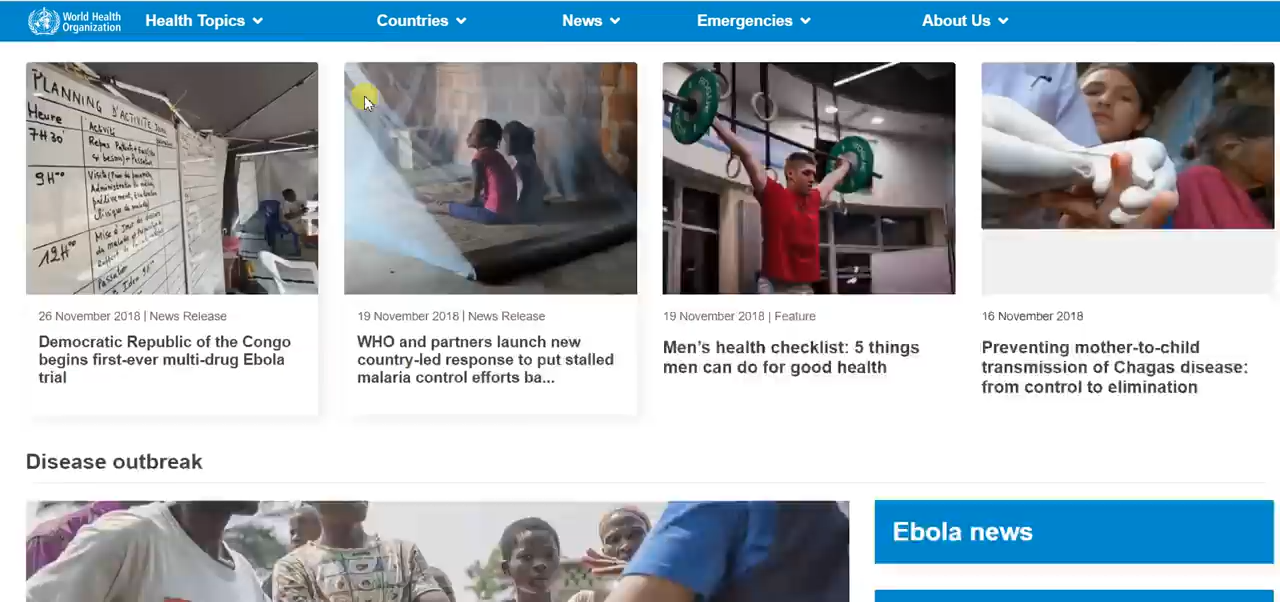 World Health
Organization
Health Topics
Countries
News
Emergencies
About Us
PLANNING D'ACTIVITE
Heure
Activité
7H30'
9H
12H
26 November 2018 | News Release
Democratic Republic of the Congo
begins first-ever multi-drug Ebola
trial
19 November 2018 | News Release
WHO and partners launch new
country-led response to put stalled
malaria control efforts ba...
19 November 2018 | Feature
Men’s health checklist: 5 things
men can do for good health
16 November 2018
Preventing mother-to-child
transmission of Chagas disease:
from control to elimination
Disease outbreak
Ebola news